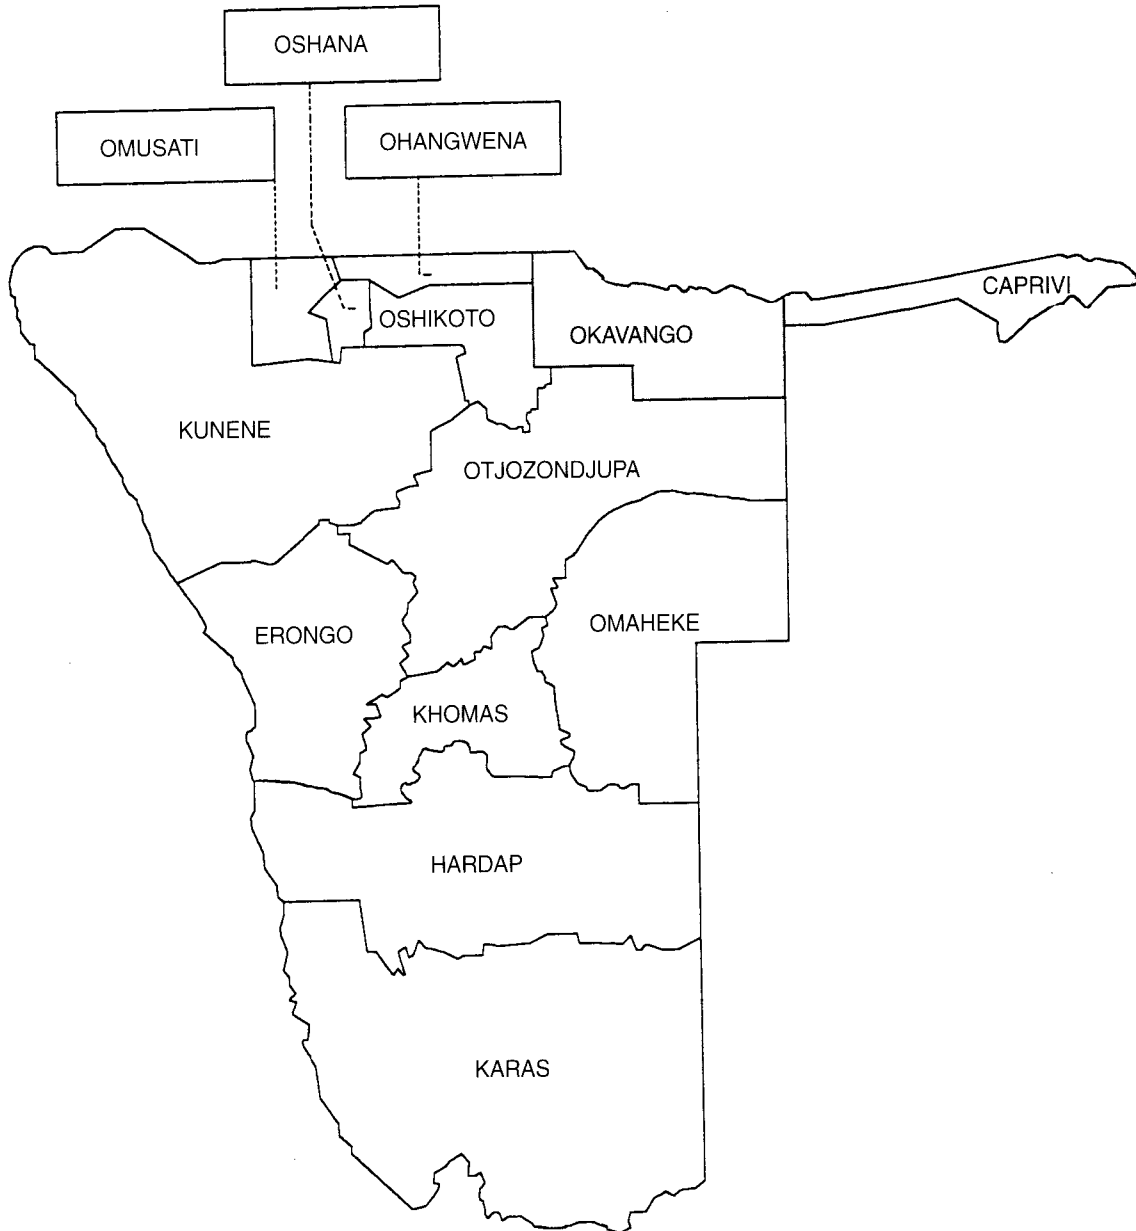 OSHANA
OMUSATI
OHANGWENA
CAPRIVI
OSHIKOTO
OKAVANGO
KUNENE
OTJOZONDJUPA
ERONGO
OMAHEKE
KHOMAS
HARDAP
KARAS